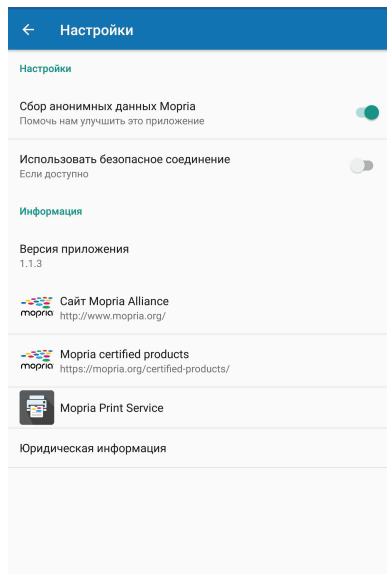 Настройки
Настройки
Сбор анонимных данных Mopria
Помочь нам улучшить это приложение
Использовать безопасное соединение
Если доступно
Информация
Версия приложения
1.1.3
mopria
Сайт Mopria Alliance
http://www.mopria.org/
mopria
Mopria certified products
https://mopria.org/certified-products/
Mopria Print Service
Юридическая информация